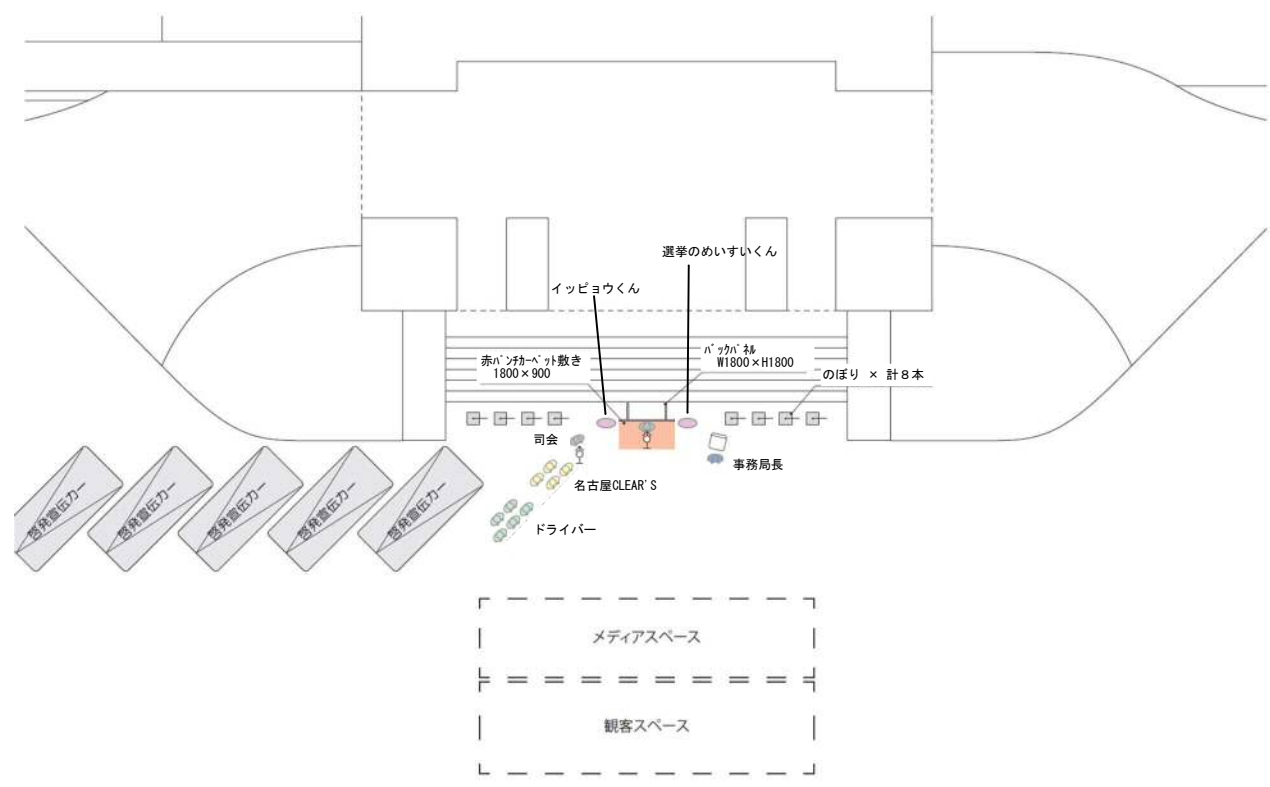 選挙のめいすいくん
イッピョウくん
赤ﾊﾟﾝﾁｶｰﾍﾟｯﾄ敷き
1800×900
ﾊﾞｯｸﾊﾟﾈﾙ
W1800×H1800
のぼり × 計8本
司会
事務局長
名古屋CLEAR'S
ドライバー
啓発宣伝カー
啓発宣伝カー
啓発宣伝カー
啓発宣伝カー
啓発宣伝カー
メディアスペース
観客スペース